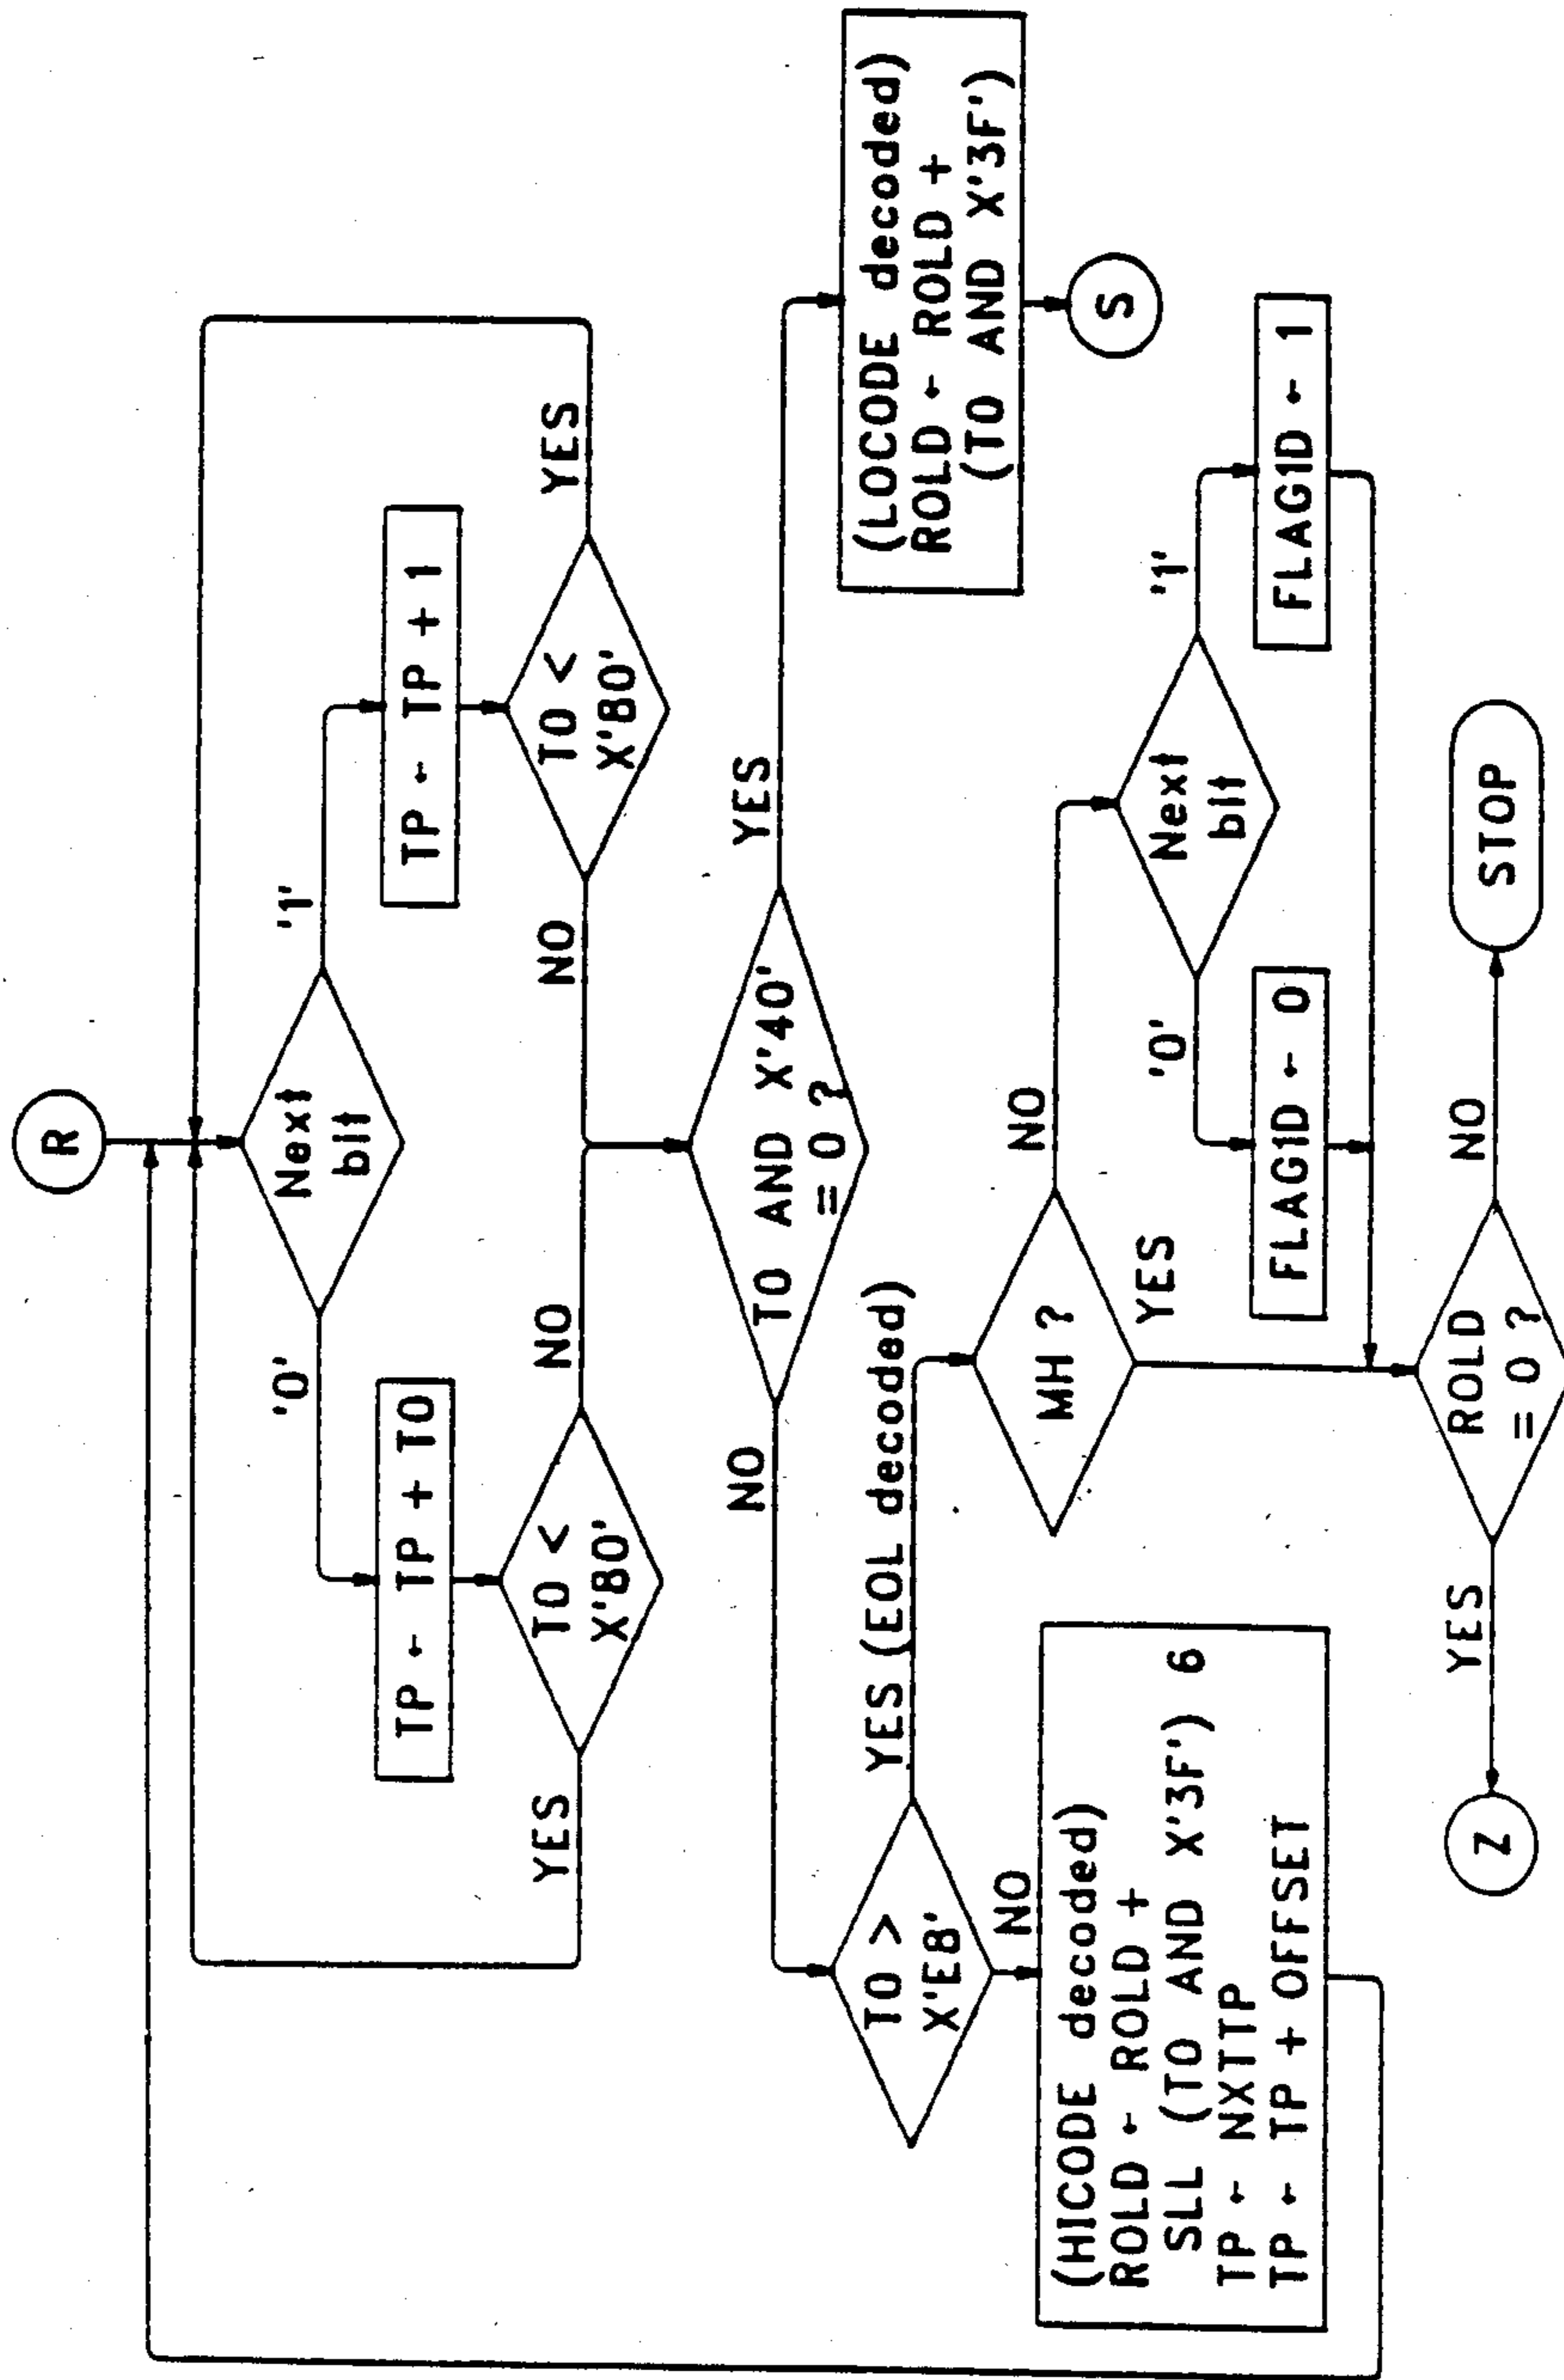 R
Next
bit
'0'
'1'
TP ← TP + TO
TP ← TP + 1
TO <
X'80'
TO <
X'80'
YES
NO
NO
YES
TO AND X'40'
= 0 ?
NO
YES
TO >
X'E8'
YES (EOL decoded)
NO
(LOCODE decoded)
ROLD ← ROLD +
(TO AND X'3F')
S
MH ?
NO
YES
Next
bit
'0'
'1'
(HICODE decoded)
ROLD ← ROLD +
SLL (TO AND X'3F') 6
TP ← NXTTP
TP ← TP + OFFSET
FLAG1D ← 0
FLAG1D ← 1
ROLD
= 0 ?
YES
NO
Z
STOP